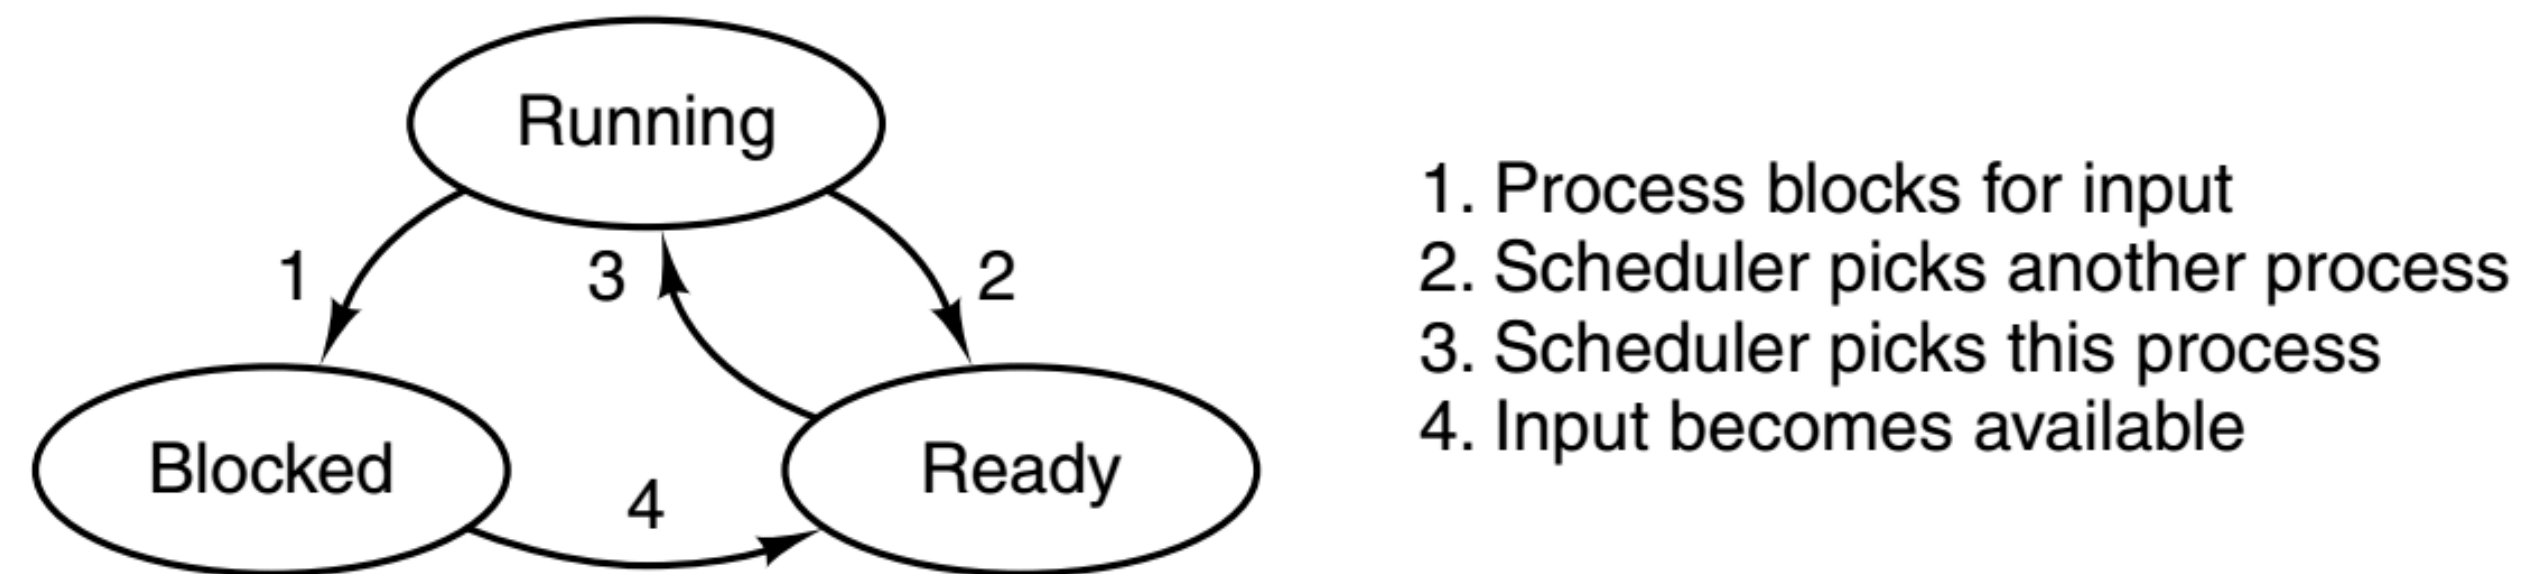 Running
1
3
2
Blocked
4
Ready
1. Process blocks for input
2. Scheduler picks another process
3. Scheduler picks this process
4. Input becomes available